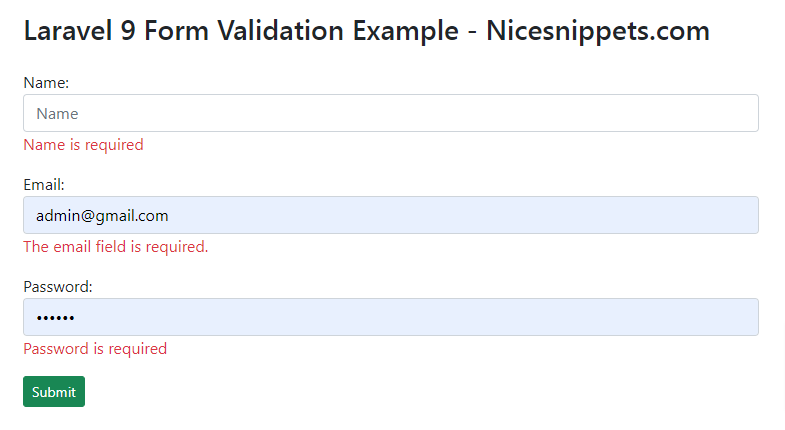 Laravel 9 Form Validation Example - Nicesnippets.com
Name:
Name
Name is required
Email:
admin@gmail.com
The email field is required.
Password:
••••••
Password is required
Submit